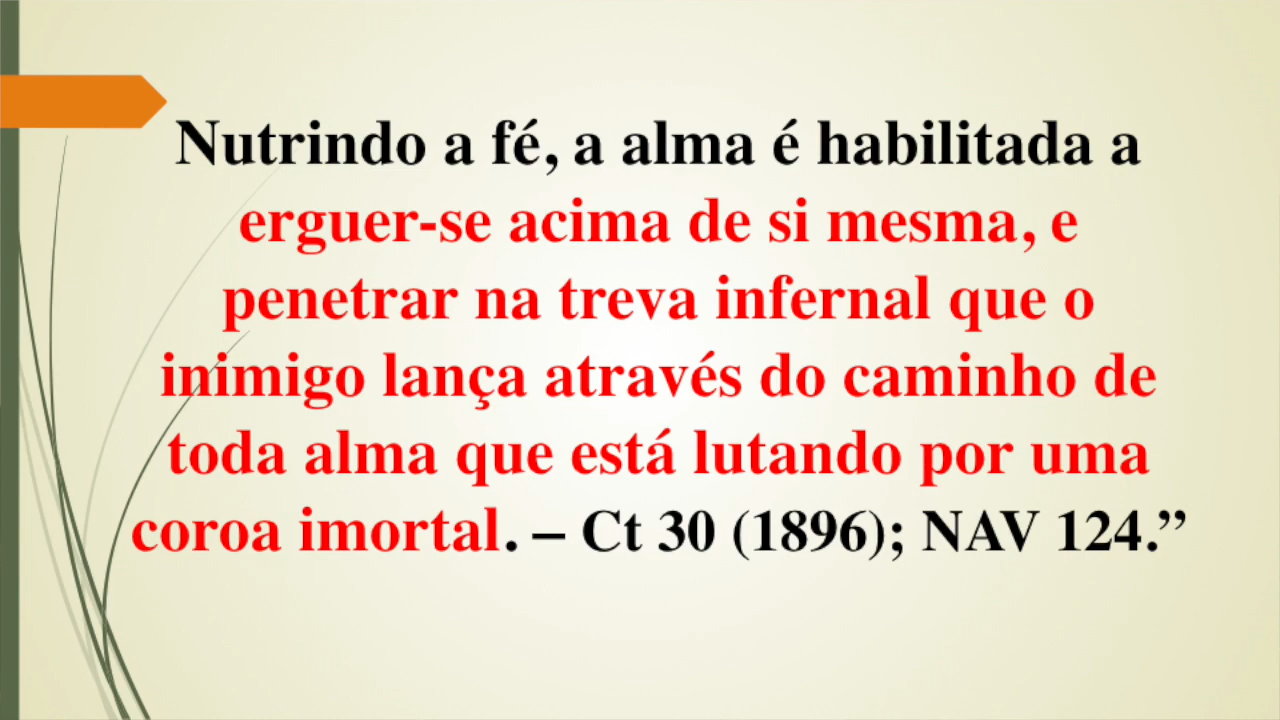 Nutrindo a fé, a alma é habilitada a
erguer-se acima de si mesma, e
penetrar na treva infernal que o
inimigo lança através do caminho de
toda alma que está lutando por uma
coroa imortal. – Ct 30 (1896); NAV 124.”